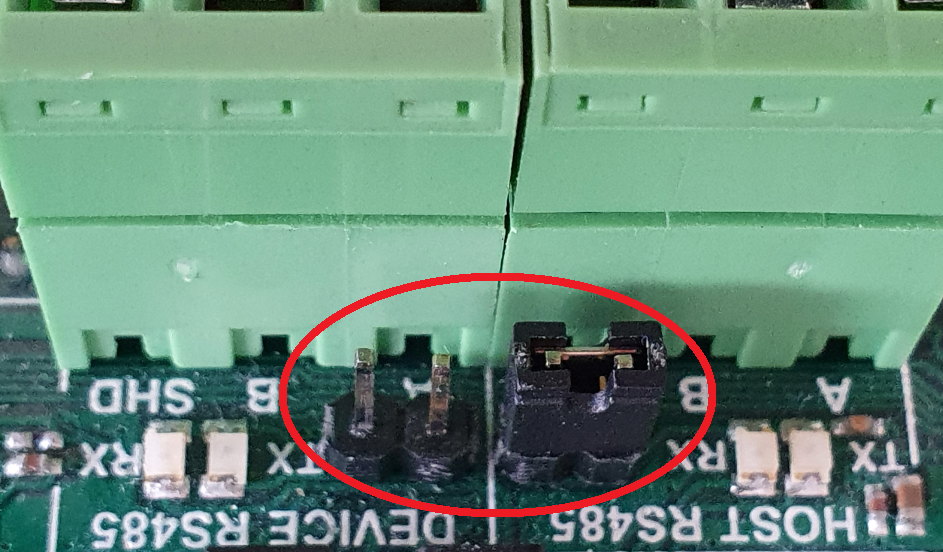 HOST RS485 DEVICE RS485
TX RX TX RX
A B A B SHD